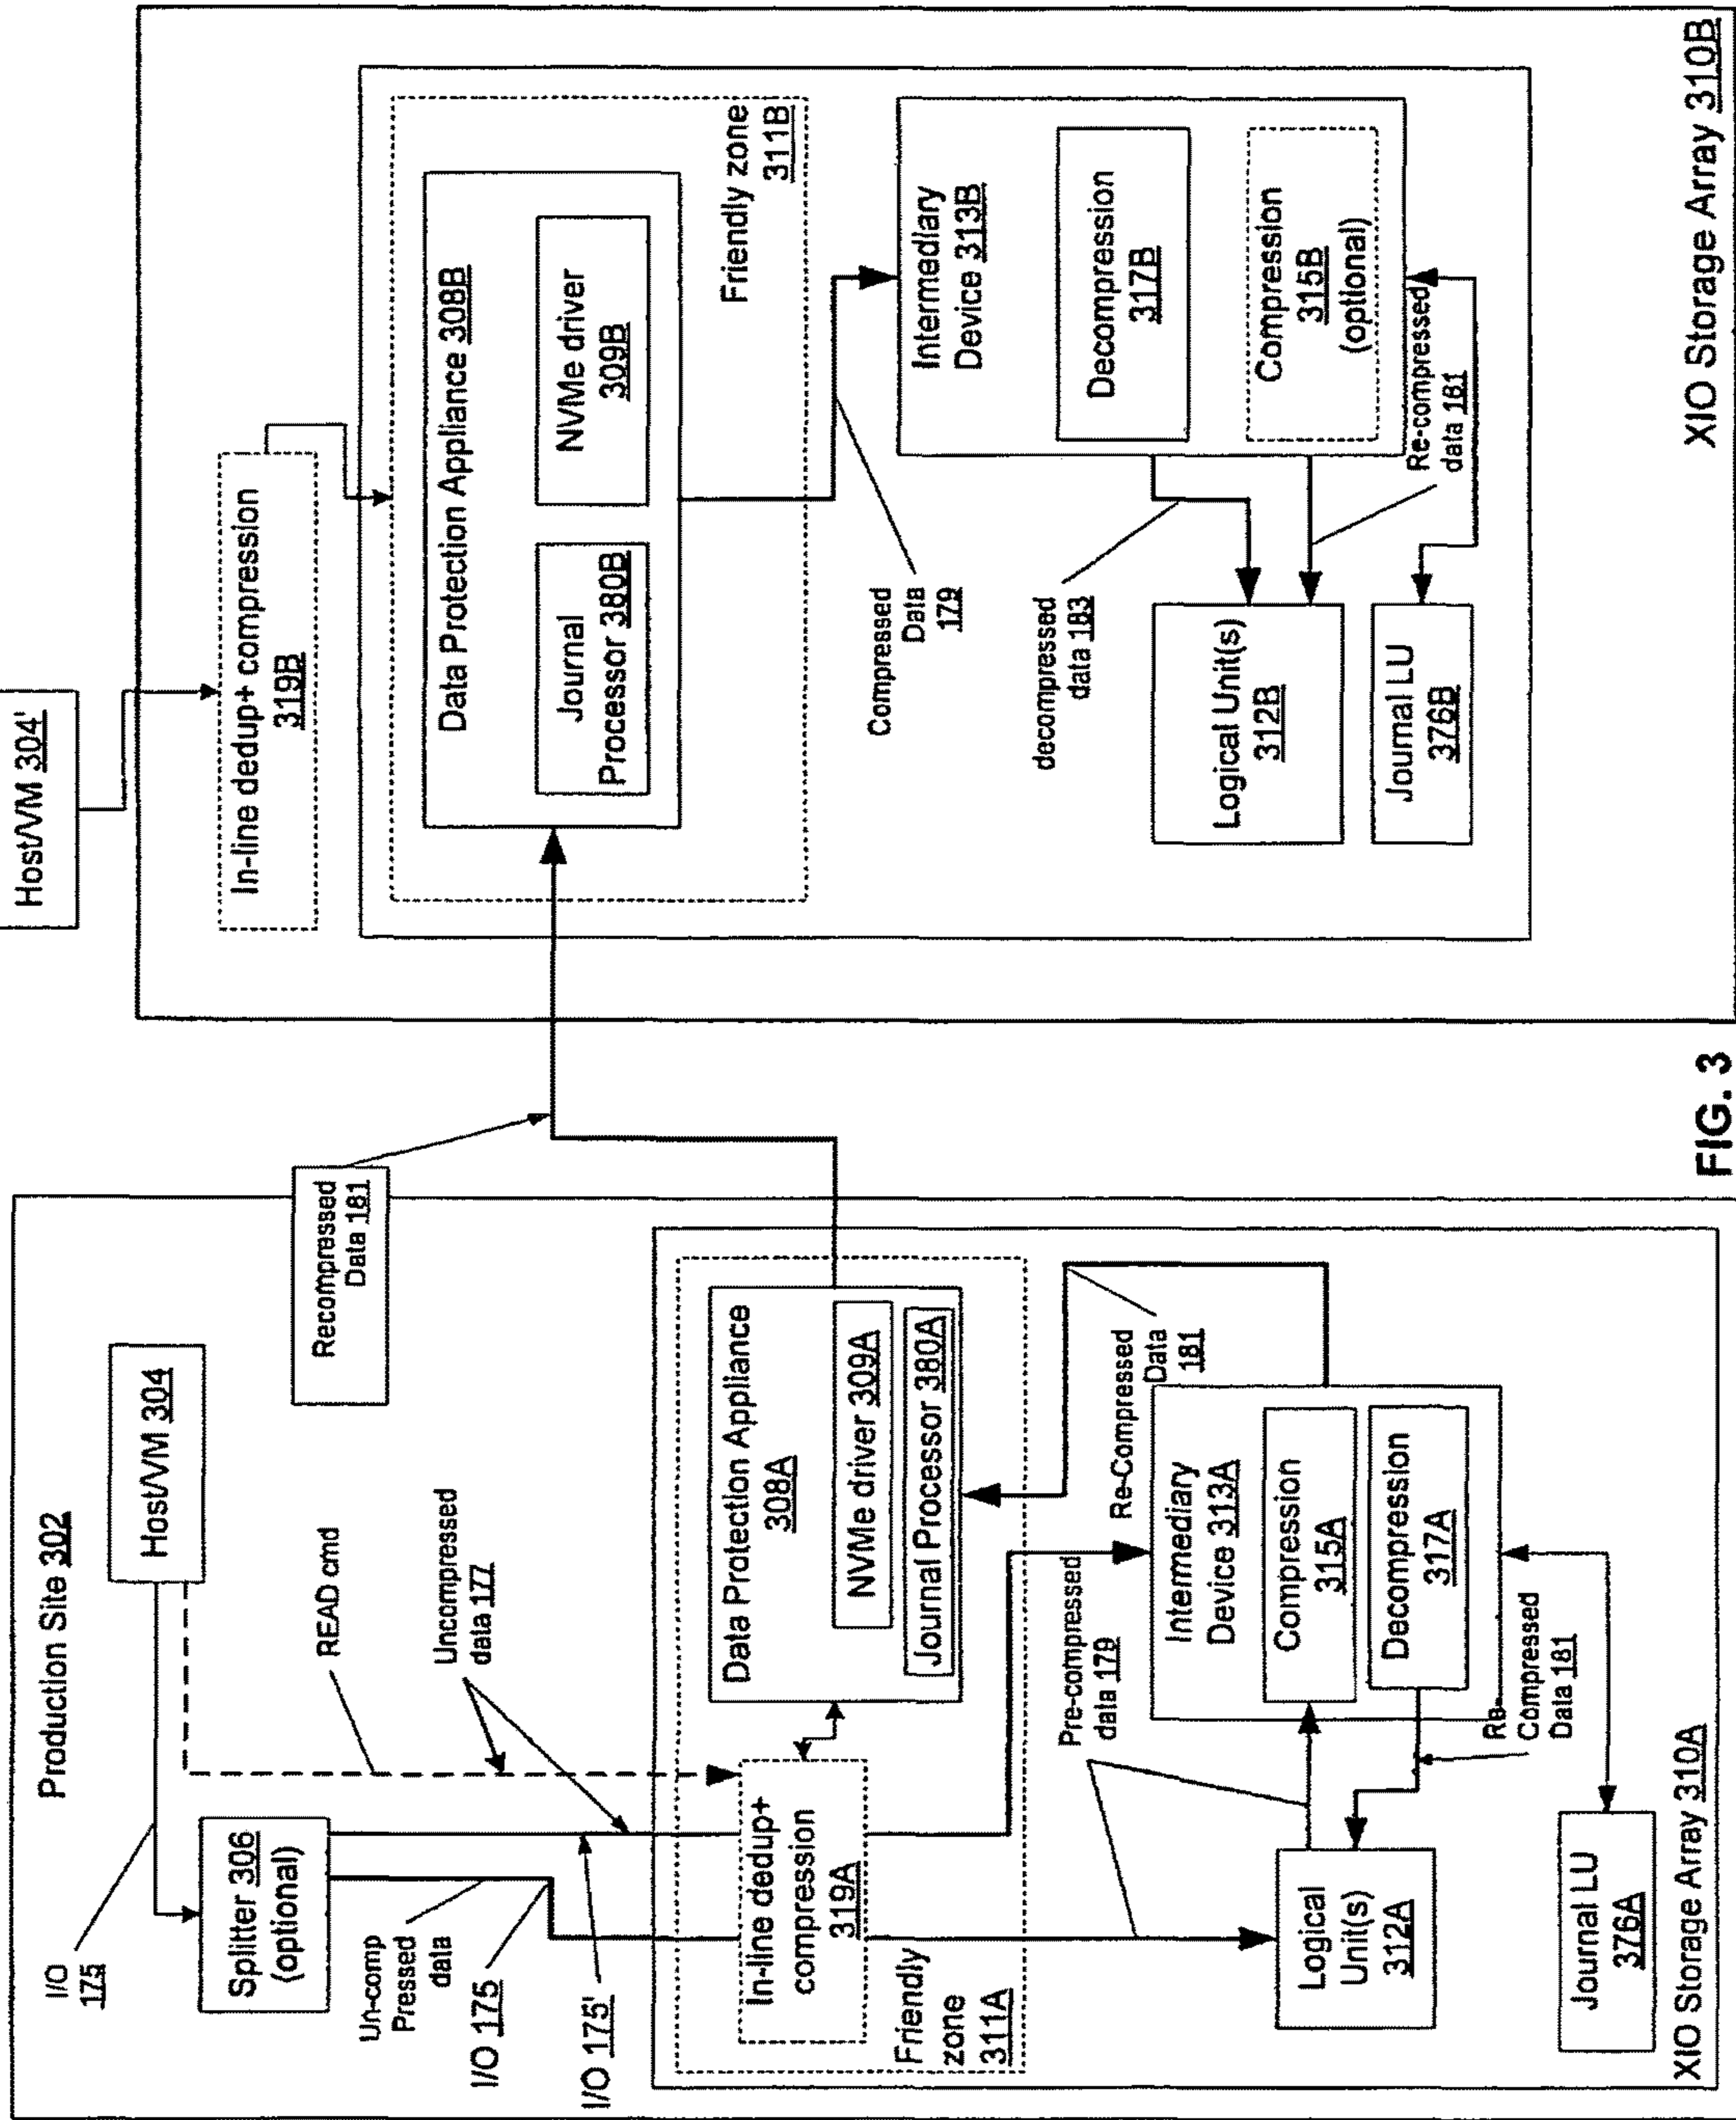 Production Site 302
I/O
175
Host/VM 304
Splitter 306
(optional)
READ cmd
Recompressed
Data 181
Un-comp
Pressed
data
I/O 175
I/O 175'
Uncompressed
data 177
In-line dedup+
compression
319A
Data Protection Appliance
308A
NVMe driver 309A
Journal Processor 380A
Friendly
zone
311A
Pre-compressed
data 179
Re-Compressed
Data
181
Intermediary
Device 313A
Compression
315A
Decompression
317A
Logical
Unit(s)
312A
Re-
Compressed
Data 181
Journal LU
376A
XIO Storage Array 310A
FIG. 3
Host/VM 304'
In-line dedup+ compression
319B
Data Protection Appliance 308B
Journal
Processor 380B
NVMe driver
309B
Friendly zone
311B
Compressed
Data
179
Intermediary
Device 313B
Decompression
317B
Compression
315B
(optional)
decompressed
data 183
Re-compressed
data 181
Logical Unit(s)
312B
Journal LU
376B
XIO Storage Array 310B